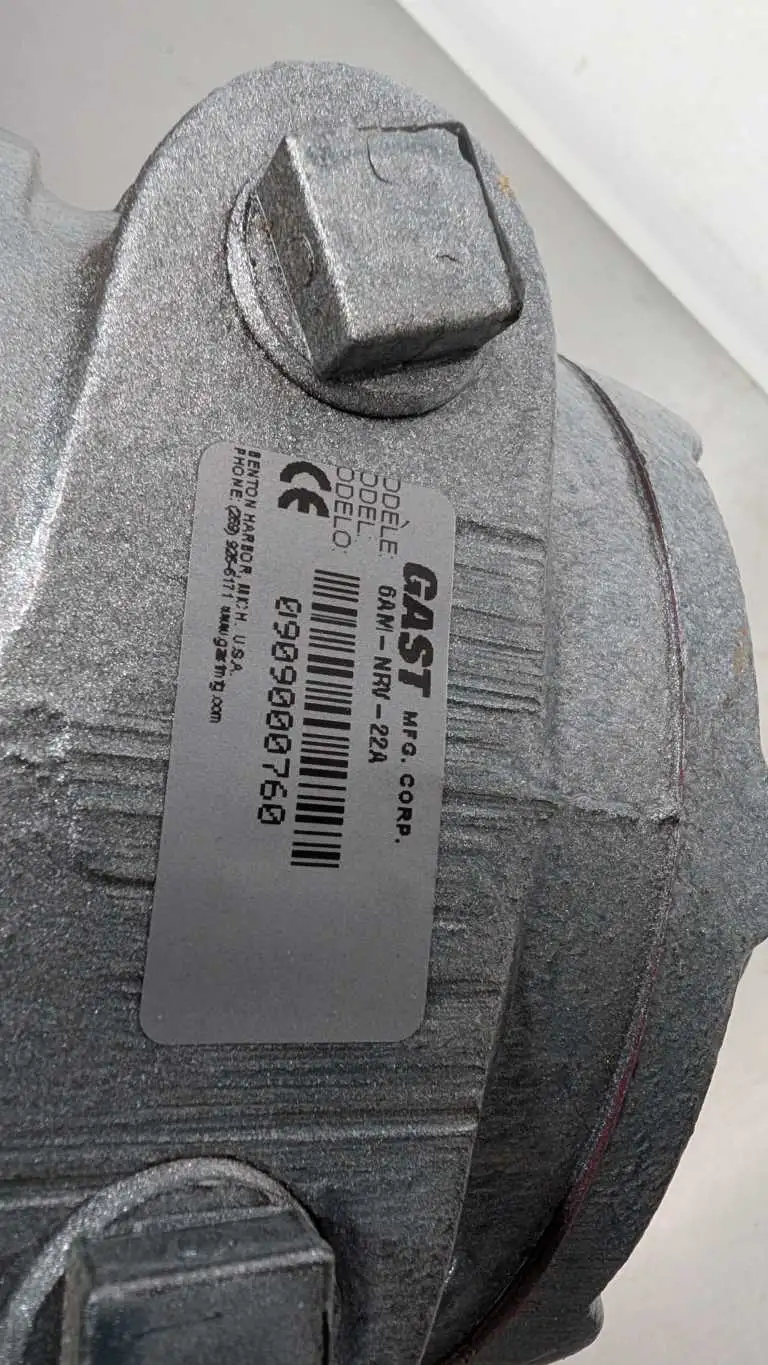 GAST MFG. CORP.
ODÈLE: 6AM-NRV-22A
ODEL:
ODELO:
0909000760
BENTON HARBOR, MICH. U.S.A.
PHONE: (269) 926-6171 www.gastmfg.com